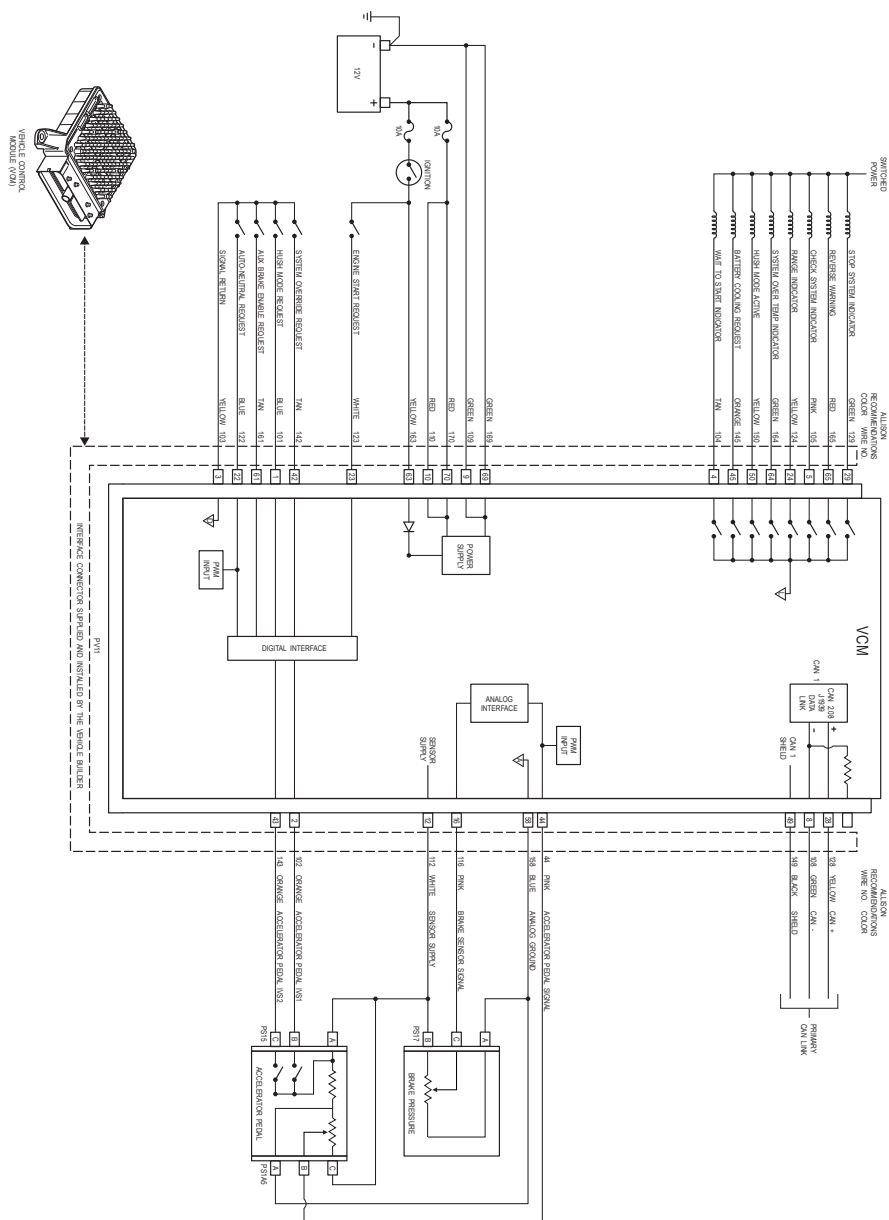 SWITCHED
POWER
STOP SYSTEM INDICATOR
REVERSE WARNING
CHECK SYSTEM INDICATOR
RANGE INDICATOR
SYSTEM OVER TEMP INDICATOR
HUSH MODE ACTIVE
BATTERY COOLING REQUEST
WAIT TO START INDICATOR
ALLISON
RECOMMENDATIONS
COLOR WIRE NO.
GREEN 129
RED 165
PINK 105
YELLOW 124
GREEN 164
YELLOW 150
ORANGE 145
TAN 104
29
65
5
24
64
50
45
4
12V
-
+
10A
10A
IGNITION
GREEN 169
GREEN 109
RED 170
RED 110
YELLOW 163
69
9
70
10
63
ENGINE START REQUEST
WHITE 123
23
SYSTEM OVERRIDE REQUEST
TAN 142
42
HUSH MODE REQUEST
BLUE 101
1
AUX BRAKE ENABLE REQUEST
TAN 161
61
AUTO-NEUTRAL REQUEST
BLUE 122
22
SIGNAL RETURN
YELLOW 103
3
VEHICLE CONTROL
MODULE (VCM)
VCM
POWER
SUPPLY
PWM
INPUT
DIGITAL INTERFACE
CAN 1
CAN 2.0B
J1939
DATA
LINK
+
-
CAN 1
SHIELD
PWM
INPUT
ANALOG
INTERFACE
A
SENSOR
SUPPLY
PV11
INTERFACE CONNECTOR SUPPLIED AND INSTALLED BY THE VEHICLE BUILDER
ALLISON
RECOMMENDATIONS
WIRE NO. COLOR
28
8
49
128 YELLOW CAN +
108 GREEN CAN -
149 BLACK SHIELD
PRIMARY
CAN LINK
44
58
16
12
2
43
44 PINK ACCELERATOR PEDAL SIGNAL
158 BLUE ANALOG GROUND
116 PINK BRAKE SENSOR SIGNAL
112 WHITE SENSOR SUPPLY
102 ORANGE ACCELERATOR PEDAL IVS1
143 ORANGE ACCELERATOR PEDAL IVS2
A
C
B
PS17
BRAKE PRESSURE
A
B
C
PS15
ACCELERATOR PEDAL
C
B
A
PS1A5